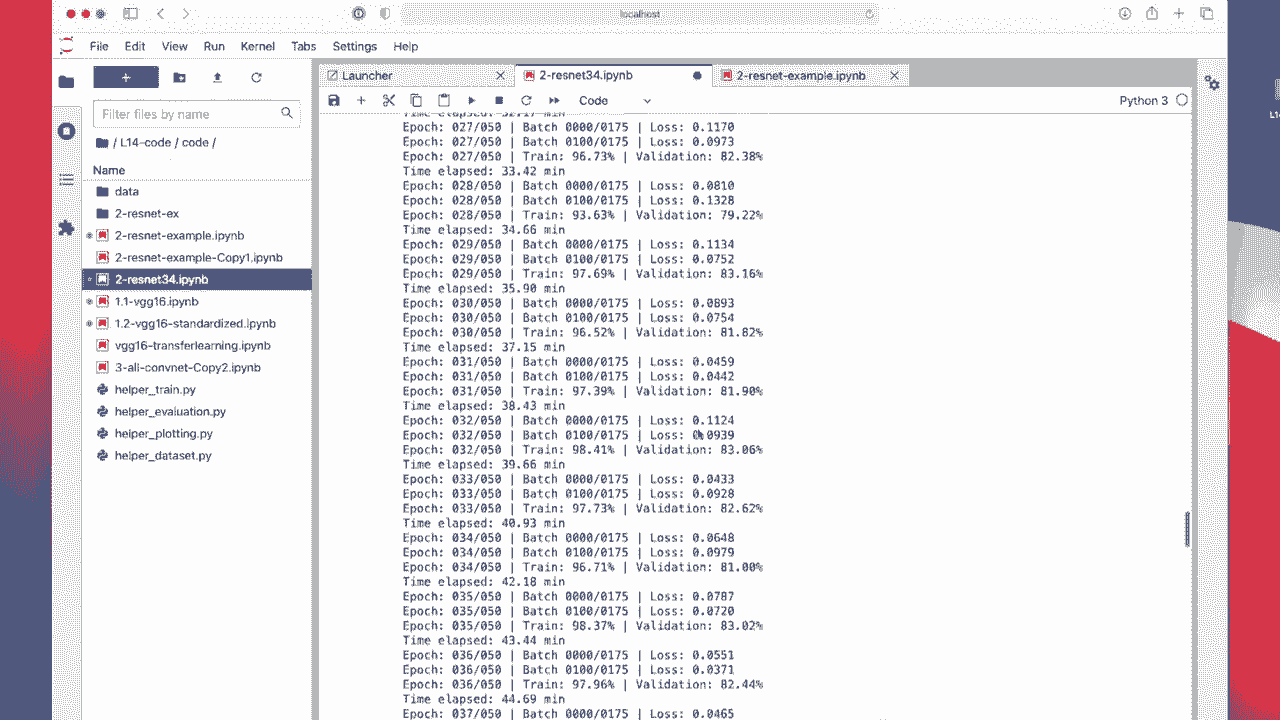 localhost
File Edit View Run Kernel Tabs Settings Help
Launcher
2-resnet34.ipynb
2-resnet-example.ipynb
Filter files by name
Code
Python 3
/ L14-code / code /
Name
data
2-resnet-ex
2-resnet-example.ipynb
2-resnet-example-Copy1.ipynb
2-resnet34.ipynb
1.1-vgg16.ipynb
1.2-vgg16-standardized.ipynb
vgg16-transferlearning.ipynb
3-all-convnet-Copy2.ipynb
helper_train.py
helper_evaluation.py
helper_plotting.py
helper_dataset.py
Time elapsed: 32.17 min
Epoch: 027/050 | Batch 0000/0175 | Loss: 0.1170
Epoch: 027/050 | Batch 0100/0175 | Loss: 0.0973
Epoch: 027/050 | Train: 96.73% | Validation: 82.38%
Time elapsed: 33.42 min
Epoch: 028/050 | Batch 0000/0175 | Loss: 0.0810
Epoch: 028/050 | Batch 0100/0175 | Loss: 0.1328
Epoch: 028/050 | Train: 93.63% | Validation: 79.22%
Time elapsed: 34.66 min
Epoch: 029/050 | Batch 0000/0175 | Loss: 0.1134
Epoch: 029/050 | Batch 0100/0175 | Loss: 0.0752
Epoch: 029/050 | Train: 97.69% | Validation: 83.16%
Time elapsed: 35.90 min
Epoch: 030/050 | Batch 0000/0175 | Loss: 0.0893
Epoch: 030/050 | Batch 0100/0175 | Loss: 0.0754
Epoch: 030/050 | Train: 96.52% | Validation: 81.82%
Time elapsed: 37.15 min
Epoch: 031/050 | Batch 0000/0175 | Loss: 0.0459
Epoch: 031/050 | Batch 0100/0175 | Loss: 0.0442
Epoch: 031/050 | Train: 97.39% | Validation: 81.90%
Time elapsed: 38.43 min
Epoch: 032/050 | Batch 0000/0175 | Loss: 0.1124
Epoch: 032/050 | Batch 0100/0175 | Loss: 0.0939
Epoch: 032/050 | Train: 98.41% | Validation: 83.06%
Time elapsed: 39.66 min
Epoch: 033/050 | Batch 0000/0175 | Loss: 0.0433
Epoch: 033/050 | Batch 0100/0175 | Loss: 0.0928
Epoch: 033/050 | Train: 97.73% | Validation: 82.62%
Time elapsed: 40.93 min
Epoch: 034/050 | Batch 0000/0175 | Loss: 0.0648
Epoch: 034/050 | Batch 0100/0175 | Loss: 0.0979
Epoch: 034/050 | Train: 96.71% | Validation: 81.00%
Time elapsed: 42.18 min
Epoch: 035/050 | Batch 0000/0175 | Loss: 0.0787
Epoch: 035/050 | Batch 0100/0175 | Loss: 0.0720
Epoch: 035/050 | Train: 98.37% | Validation: 83.02%
Time elapsed: 43.44 min
Epoch: 036/050 | Batch 0000/0175 | Loss: 0.0551
Epoch: 036/050 | Batch 0100/0175 | Loss: 0.0371
Epoch: 036/050 | Train: 97.96% | Validation: 82.44%
Time elapsed: 44.69 min
Epoch: 037/050 | Batch 0000/0175 | Loss: 0.0465